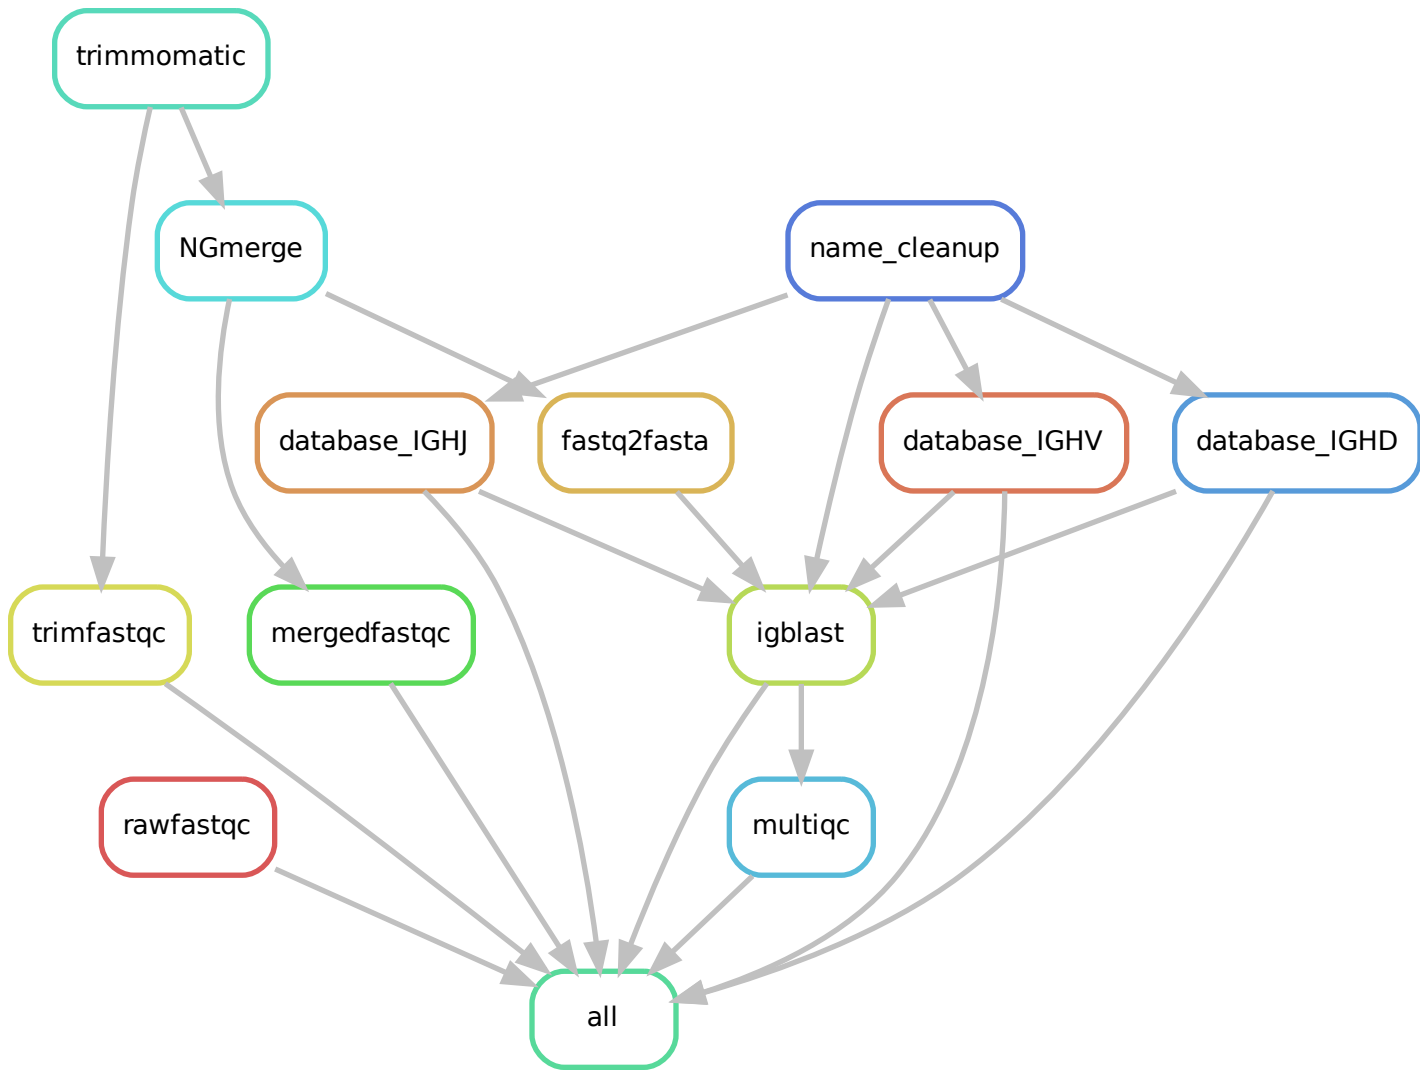 trimmomatic
NGmerge
name_cleanup
database_IGHJ
fastq2fasta
database_IGHV
database_IGHD
trimfastqc
mergedfastqc
igblast
rawfastqc
multiqc
all